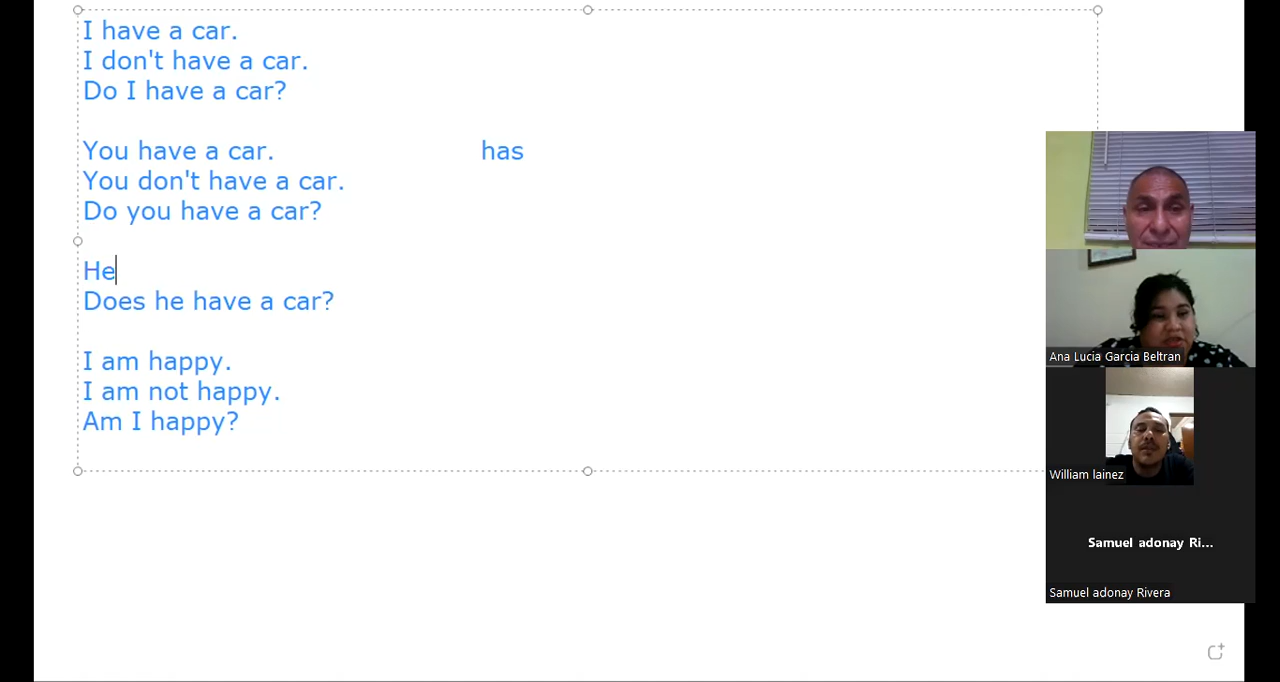 I have a car.
I don't have a car.
Do I have a car?
You have a car.
has
You don't have a car.
Do you have a car?
He
Does he have a car?
I am happy.
I am not happy.
Am I happy?
Ana Lucia Garcia Beltran
William lainez
Samuel adonay Ri...
Samuel adonay Rivera